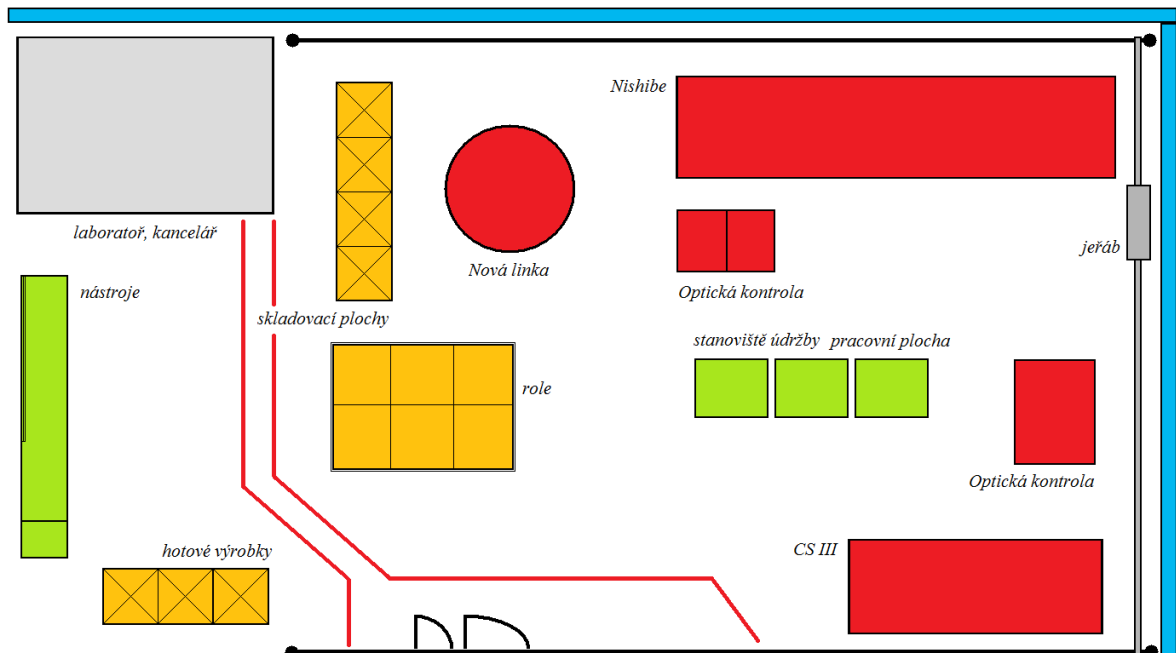 Nishibe
laboratoř, kancelář
jeřáb
Nová linka
nástroje
Optická kontrola
skladovací plochy
stanoviště údržby
pracovní plocha
role
Optická kontrola
hotové výrobky
CS III